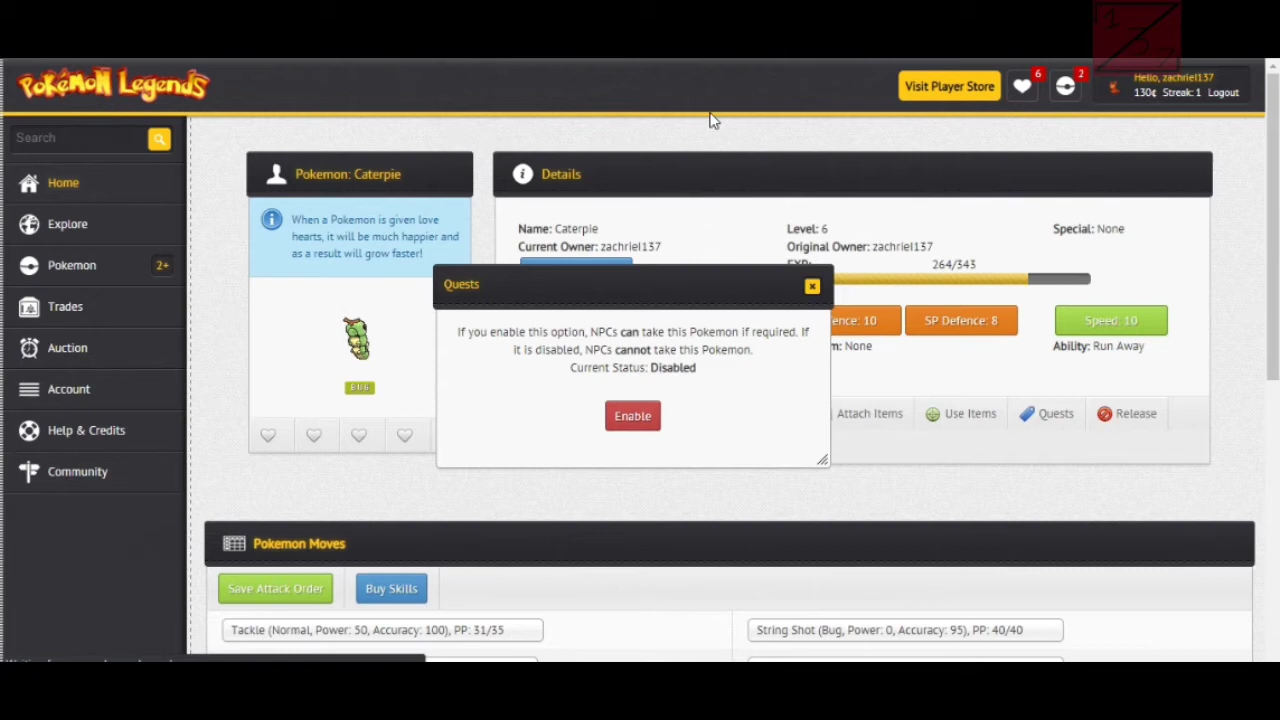 137
Pokémon Legends
Visit Player Store
6
2
Hello, zachriel137
130¢ Streak: 1 Logout
Search
Home
Explore
Pokemon 2+
Trades
Auction
Account
Help & Credits
Community
Pokemon: Caterpie
When a Pokemon is given love
hearts, it will be much happier and
as a result will grow faster!
BUG
Details
Name: Caterpie
Level: 6
Special: None
Current Owner: zachriel137
Original Owner: zachriel137
264/343
SP Defence: 8
Speed: 10
Ability: Run Away
Attach Items
Use Items
Quests
Release
Quests
If you enable this option, NPCs can take this Pokemon if required. If
it is disabled, NPCs cannot take this Pokemon.
Current Status: Disabled
Enable
Pokemon Moves
Save Attack Order
Buy Skills
Tackle (Normal, Power: 50, Accuracy: 100), PP: 31/35
String Shot (Bug, Power: 0, Accuracy: 95), PP: 40/40